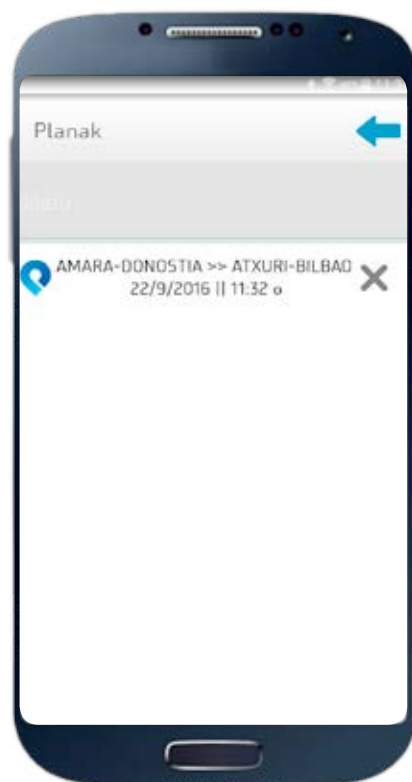 Planak
AMARA-DONOSTIA >> ATXURI-BILBAO
22/9/2016 || 11:32 o